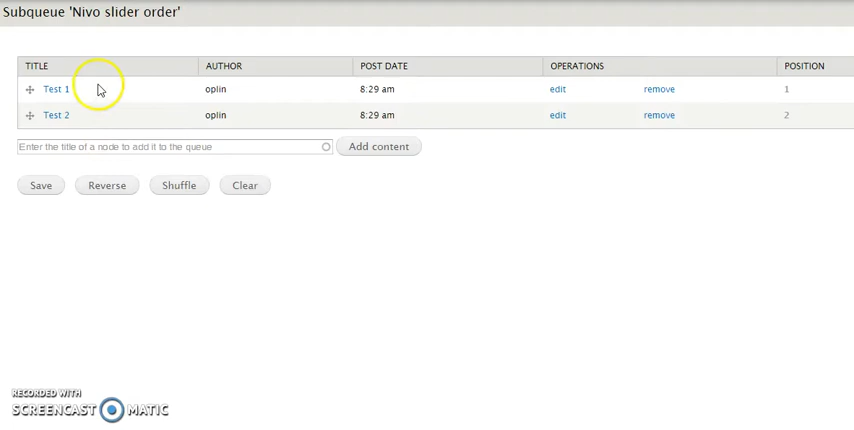 Subqueue 'Nivo slider order'
TITLE AUTHOR POST DATE OPERATIONS POSITION
Test 1 oplin 8:29 am edit remove 1
Test 2 oplin 8:29 am edit remove 2
Enter the title of a node to add it to the queue Add content
Save Reverse Shuffle Clear
RECORDED WITH
SCREENCAST MATIC